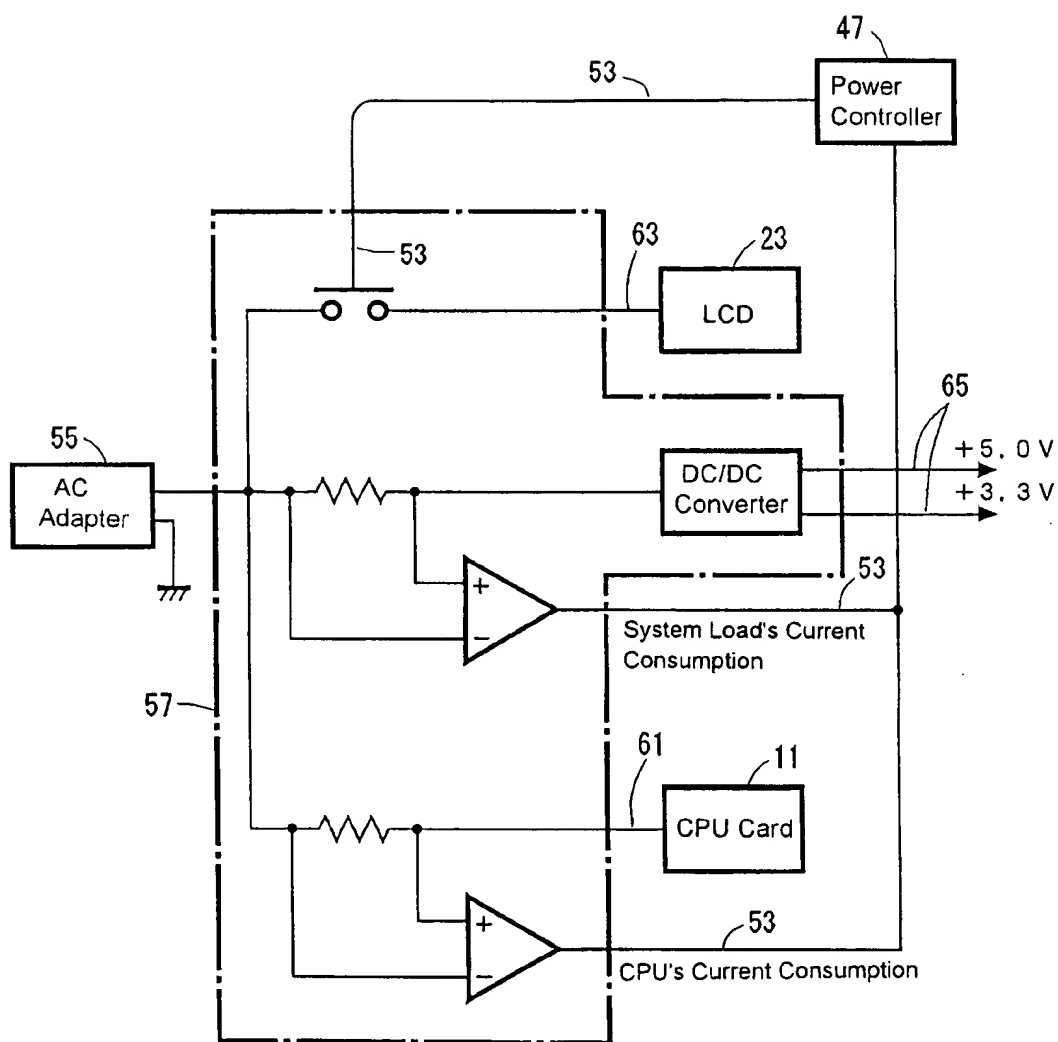 47
Power
Controller
53
53
63
23
LCD
65
55
AC
Adapter
DC/DC
Converter
+5.0V
+3.3V
+
−
53
System Load's Current
Consumption
57
61
11
CPU Card
+
−
53
CPU's Current Consumption